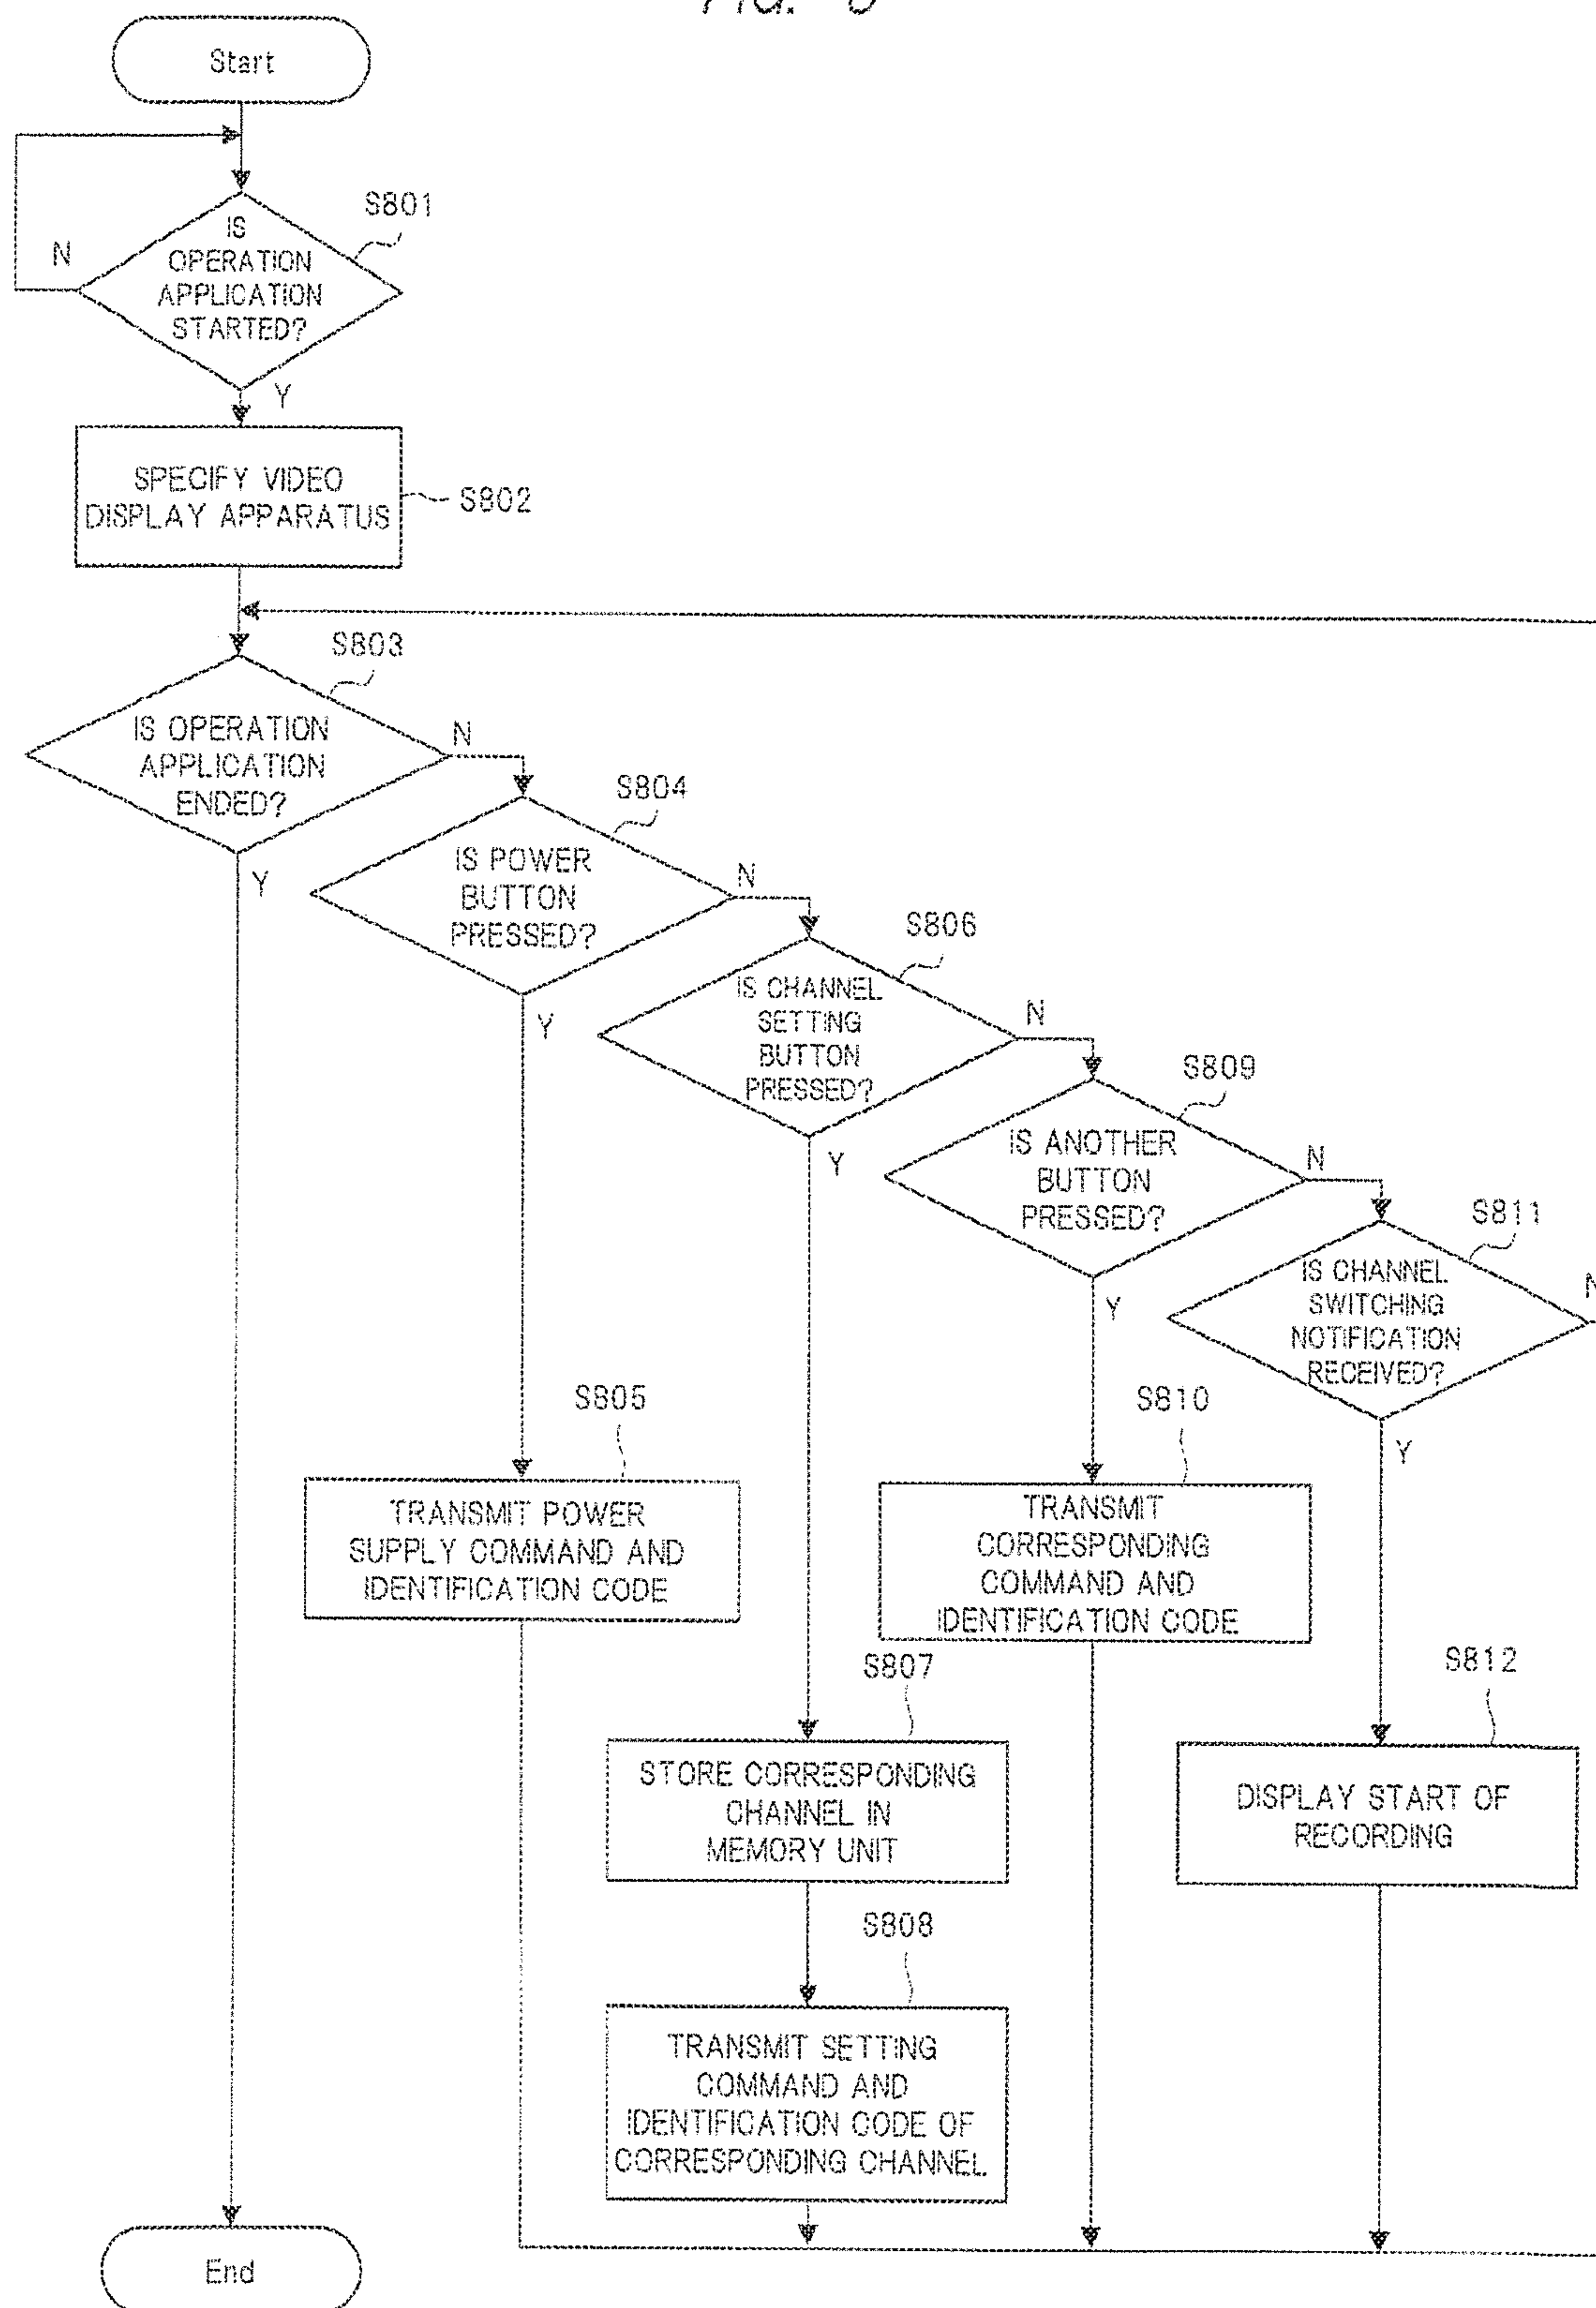 Start
S801
IS
OPERATION
APPLICATION
STARTED?
N
Y
SPECIFY VIDEO
DISPLAY APPARATUS
S802
S803
IS OPERATION
APPLICATION
ENDED?
N
Y
S804
IS POWER
BUTTON
PRESSED?
N
Y
S806
IS CHANNEL
SETTING
BUTTON
PRESSED?
N
Y
S809
IS ANOTHER
BUTTON
PRESSED?
N
Y
S811
IS CHANNEL
SWITCHING
NOTIFICATION
RECEIVED?
N
Y
S805
TRANSMIT POWER
SUPPLY COMMAND AND
IDENTIFICATION CODE
S810
TRANSMIT
CORRESPONDING
COMMAND AND
IDENTIFICATION CODE
S807
STORE CORRESPONDING
CHANNEL IN
MEMORY UNIT
S812
DISPLAY START OF
RECORDING
S808
TRANSMIT SETTING
COMMAND AND
IDENTIFICATION CODE OF
CORRESPONDING CHANNEL
End